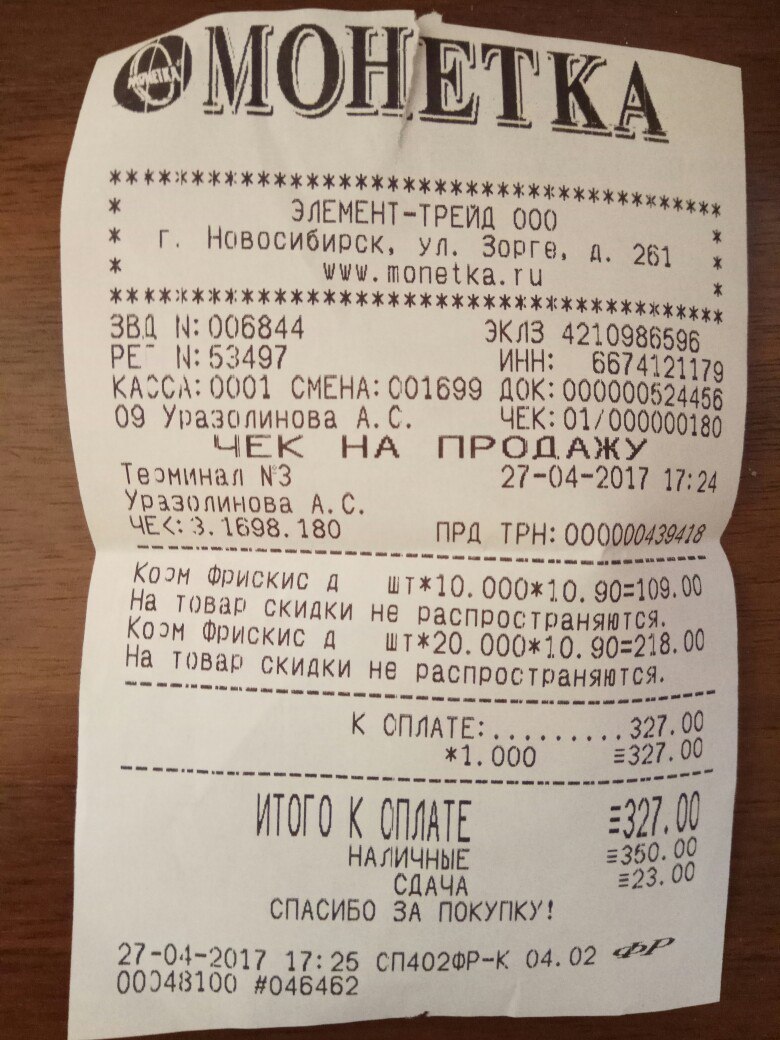 МОНЕТКА
МОНЕТКА
****************************************
* ЭЛЕМЕНТ-ТРЕЙД ООО *
* г. Новосибирск, ул. Зорге, д. 261 *
* www.monetka.ru *
****************************************
ЗВД N:006844 ЭКЛЗ 4210986596
РЕГ N:53497 ИНН: 6674121179
КАССА:0001 СМЕНА:001699 ДОК:000000524456
09 Уразолинова А.С. ЧЕК:01/000000180
ЧЕК НА ПРОДАЖУ
Терминал №3 27-04-2017 17:24
Уразолинова А.С.
ЧЕК:3.1698.180 ПРД ТРН:000000439418
Корм Фрискис д шт*10.000*10.90=109.00
На товар скидки не распространяются.
Корм Фрискис д шт*20.000*10.90=218.00
На товар скидки не распространяются.
К ОПЛАТЕ:.........327.00
*1.000 ≡327.00
ИТОГО К ОПЛАТЕ ≡327.00
НАЛИЧНЫЕ ≡350.00
СДАЧА ≡23.00
СПАСИБО ЗА ПОКУПКУ!
27-04-2017 17:25 СП402ФР-К 04.02 ФР
00048100 #046462